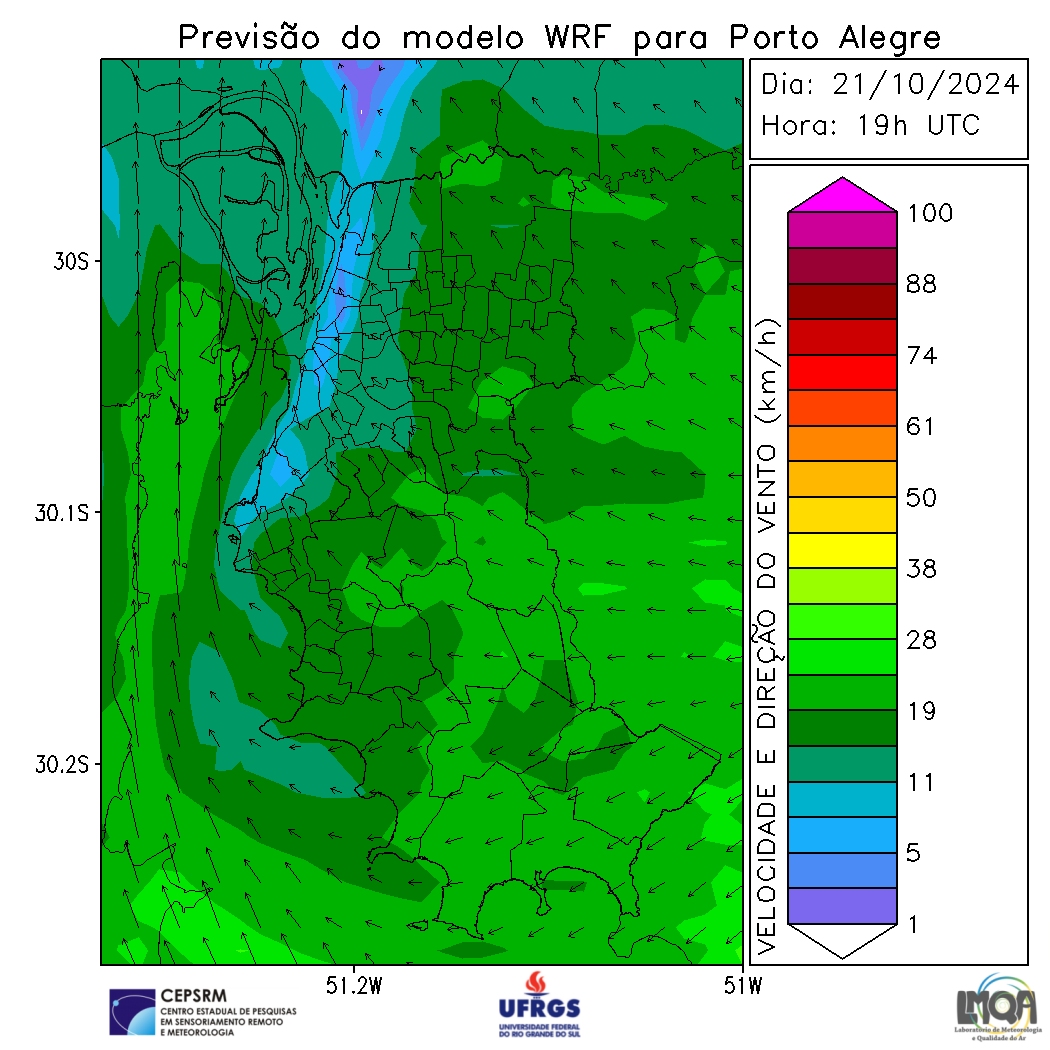 Previsão do modelo WRF para Porto Alegre
Dia: 21/10/2024
Hora: 19h UTC
30S
30.1S
30.2S
51.2W
51W
VELOCIDADE E DIREÇÃO DO VENTO (km/h)
100
88
74
61
50
38
28
19
11
5
1
CEPSRM
CENTRO ESTADUAL DE PESQUISAS
EM SENSORIAMENTO REMOTO
E METEOROLOGIA
UFRGS
UNIVERSIDADE FEDERAL
DO RIO GRANDE DO SUL
LMQA
Laboratório de Meteorologia
e Qualidade do Ar